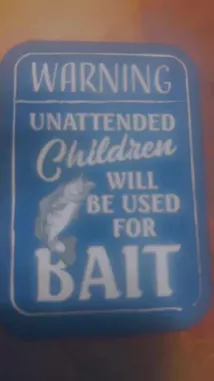 WARNING
UNATTENDED
Children
WILL
BE USED
FOR
BAIT